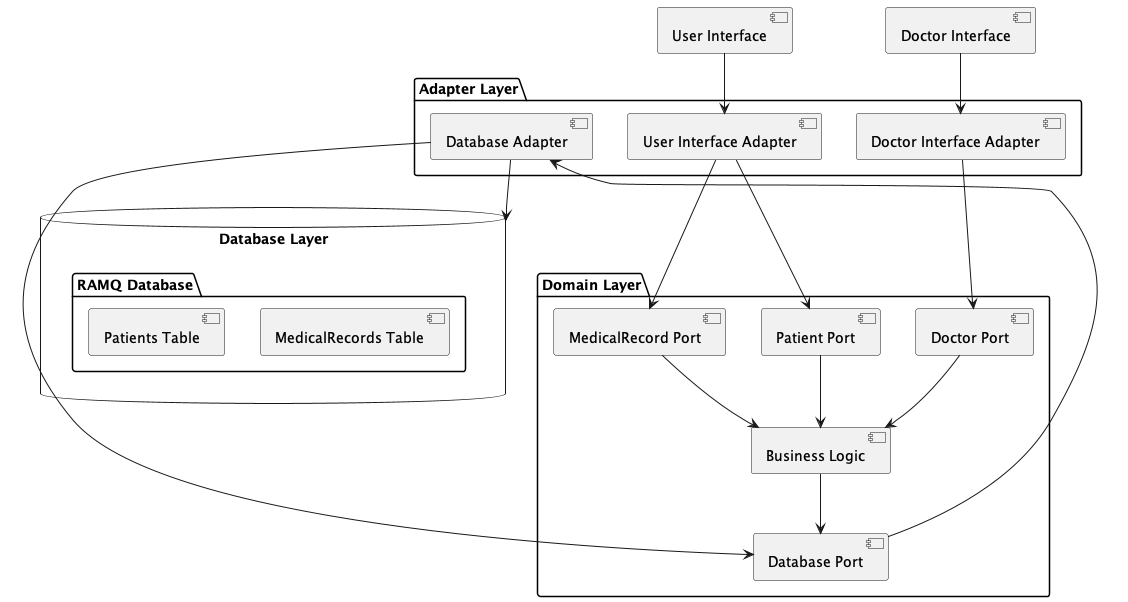 User Interface
Doctor Interface
Adapter Layer
Database Adapter
User Interface Adapter
Doctor Interface Adapter
Database Layer
RAMQ Database
Patients Table
MedicalRecords Table
Domain Layer
MedicalRecord Port
Patient Port
Doctor Port
Business Logic
Database Port